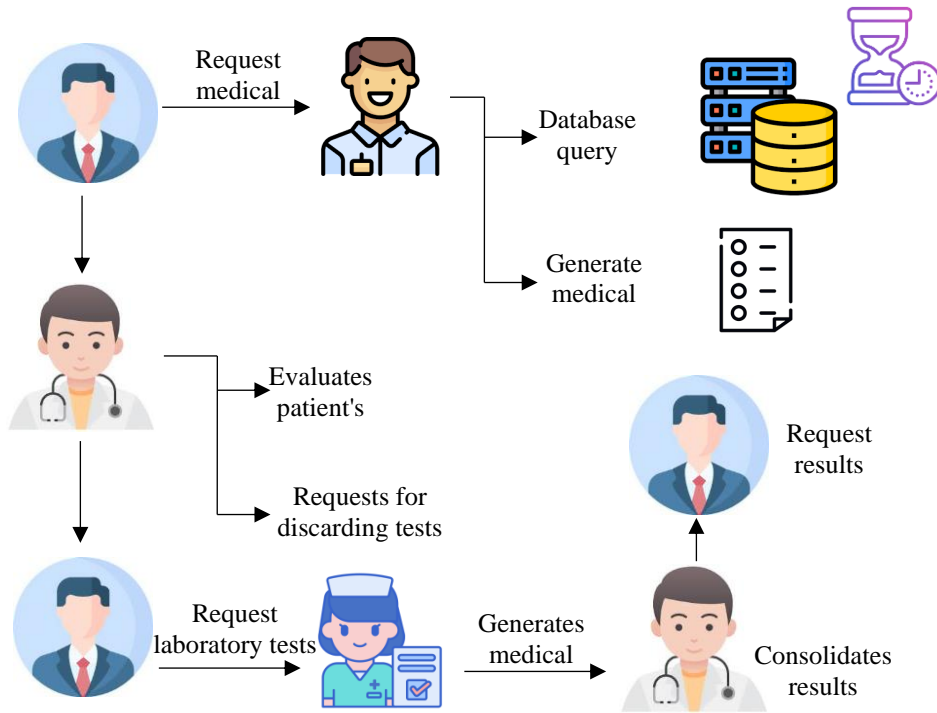 Request
medical
Database
query
Generate
medical
Evaluates
patient's
Requests for
discarding tests
Request
results
Request
laboratory tests
Generates
medical
Consolidates
results